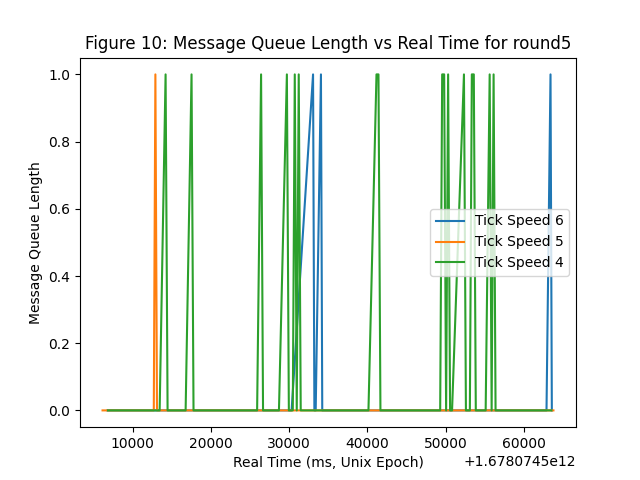 Figure 10: Message Queue Length vs Real Time for round5
1.0
0.8
0.6
0.4
0.2
0.0
Message Queue Length
Tick Speed 6
Tick Speed 5
Tick Speed 4
10000 20000 30000 40000 50000 60000
Real Time (ms, Unix Epoch)
+1.6780745e12